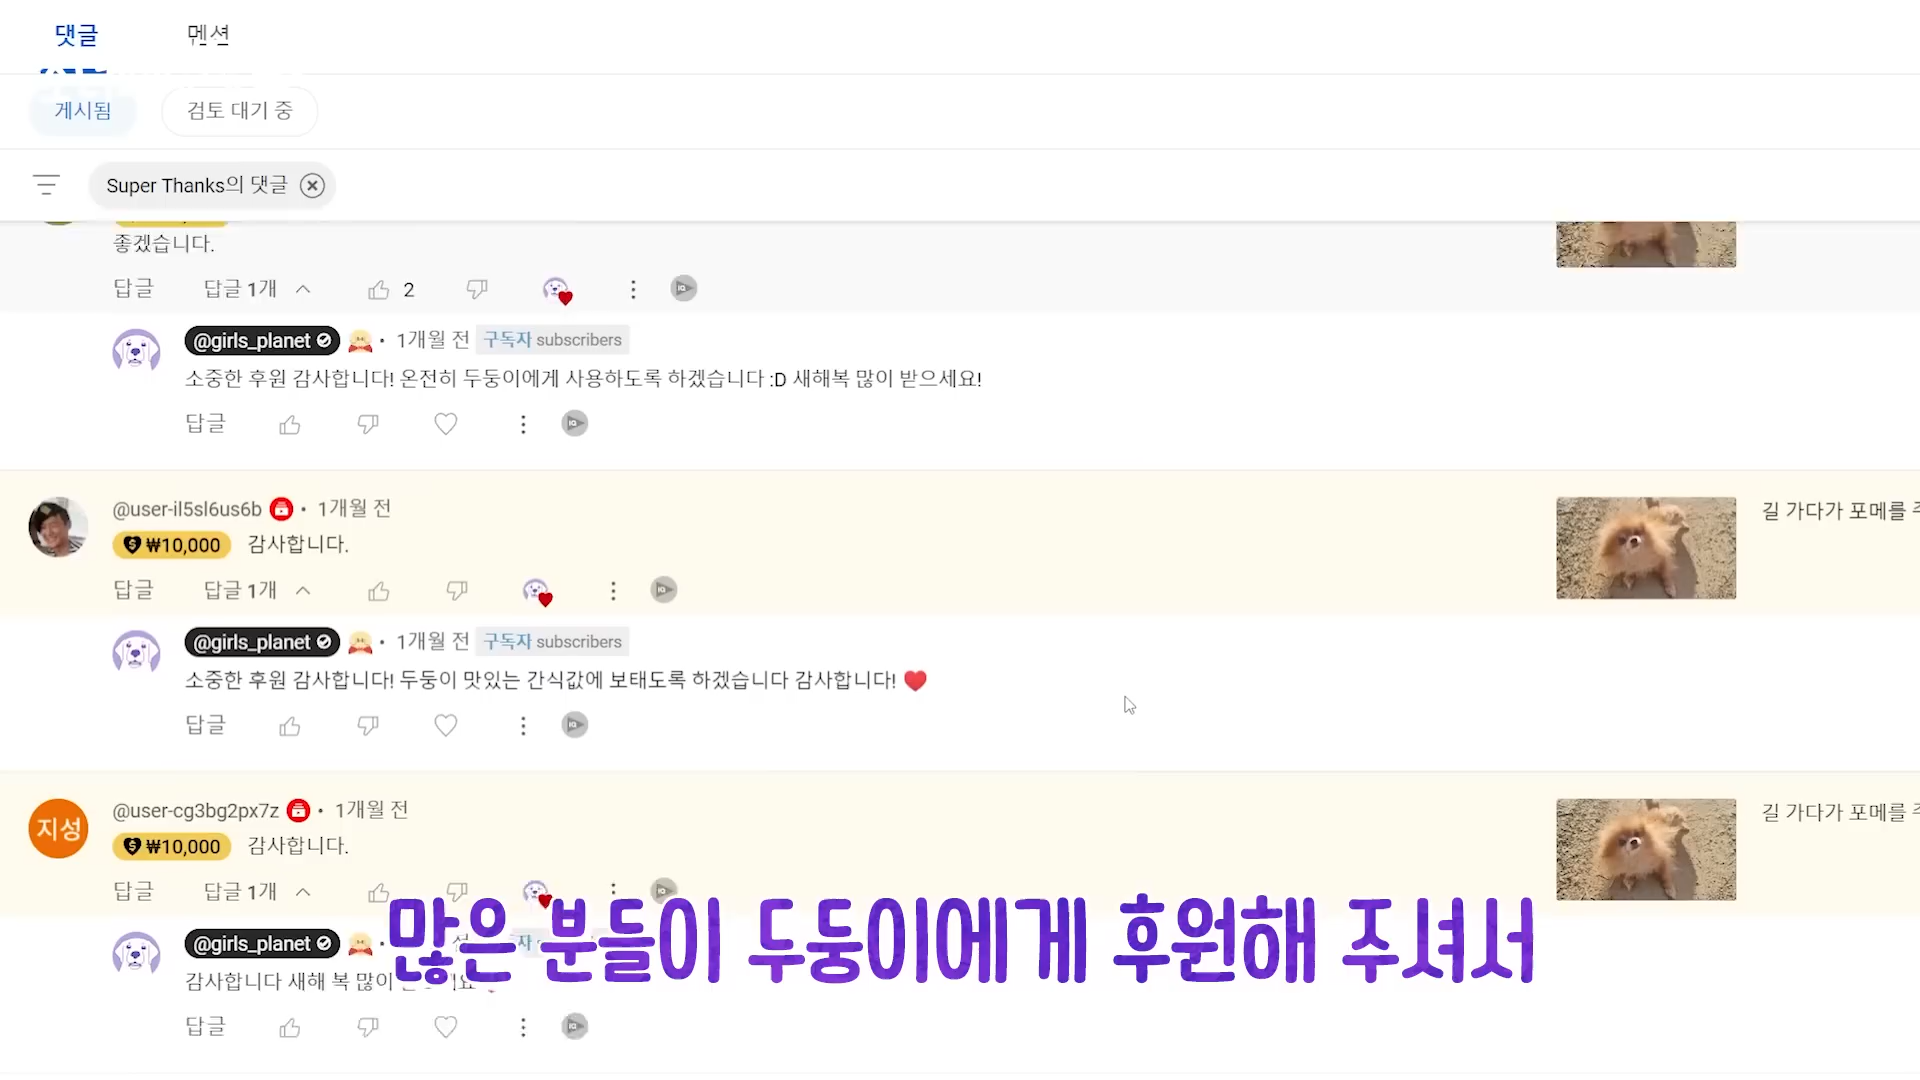 댓글
멘션
게시됨
검토 대기 중
Super Thanks의 댓글
좋겠습니다.
답글 답글 1개 2
@girls_planet • 1개월 전 구독자 subscribers
소중한 후원 감사합니다! 온전히 두둥이에게 사용하도록 하겠습니다 :D 새해복 많이 받으세요!
답글
@user-il5sl6us6b • 1개월 전
₩10,000 감사합니다.
길 가다가 포메를
답글 답글 1개
@girls_planet • 1개월 전 구독자 subscribers
소중한 후원 감사합니다! 두둥이 맛있는 간식값에 보태도록 하겠습니다 감사합니다! ♥
답글
지성
@user-cg3bg2px7z • 1개월 전
₩10,000 감사합니다.
길 가다가 포메를
답글 답글 1개
@girls_planet
감사합니다 새해 복 많이
많은 분들이 두둥이에게 후원해 주셔서
답글